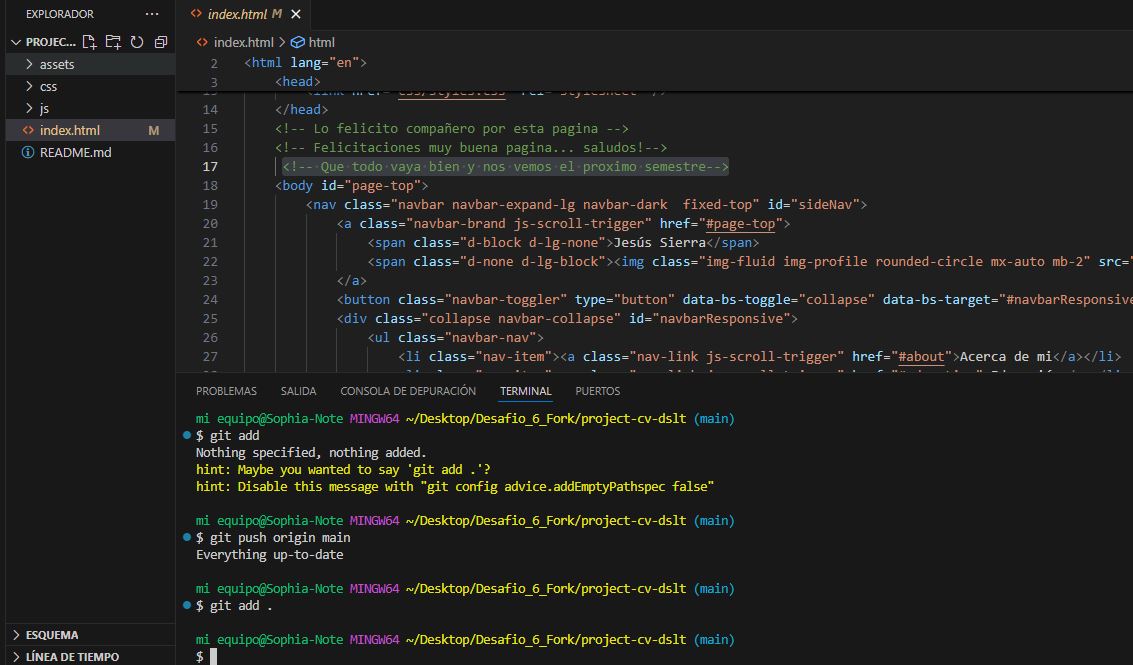 EXPLORADOR ...
PROJEC...
assets
css
js
index.html M
README.md
ESQUEMA
LÍNEA DE TIEMPO
index.html M
index.html > html
2 <html lang="en">
3 <head>
14 </head>
15 <!-- Lo felicito compañero por esta pagina -->
16 <!-- Felicitaciones muy buena pagina... saludos!-->
17 <!-- Que todo vaya bien y nos vemos el proximo semestre-->
18 <body id="page-top">
19 <nav class="navbar navbar-expand-lg navbar-dark  fixed-top" id="sideNav">
20 <a class="navbar-brand js-scroll-trigger" href="#page-top">
21 <span class="d-block d-lg-none">Jesús Sierra</span>
22 <span class="d-none d-lg-block"><img class="img-fluid img-profile rounded-circle mx-auto mb-2" src="
23 </a>
24 <button class="navbar-toggler" type="button" data-bs-toggle="collapse" data-bs-target="#navbarResponsive
25 <div class="collapse navbar-collapse" id="navbarResponsive">
26 <ul class="navbar-nav">
27 <li class="nav-item"><a class="nav-link js-scroll-trigger" href="#about">Acerca de mi</a></li>
PROBLEMAS SALIDA CONSOLA DE DEPURACIÓN TERMINAL PUERTOS
mi equipo@Sophia-Note MINGW64 ~/Desktop/Desafio_6_Fork/project-cv-dslt (main)
$ git add
Nothing specified, nothing added.
hint: Maybe you wanted to say 'git add .'?
hint: Disable this message with "git config advice.addEmptyPathspec false"
mi equipo@Sophia-Note MINGW64 ~/Desktop/Desafio_6_Fork/project-cv-dslt (main)
$ git push origin main
Everything up-to-date
mi equipo@Sophia-Note MINGW64 ~/Desktop/Desafio_6_Fork/project-cv-dslt (main)
$ git add .
mi equipo@Sophia-Note MINGW64 ~/Desktop/Desafio_6_Fork/project-cv-dslt (main)
$